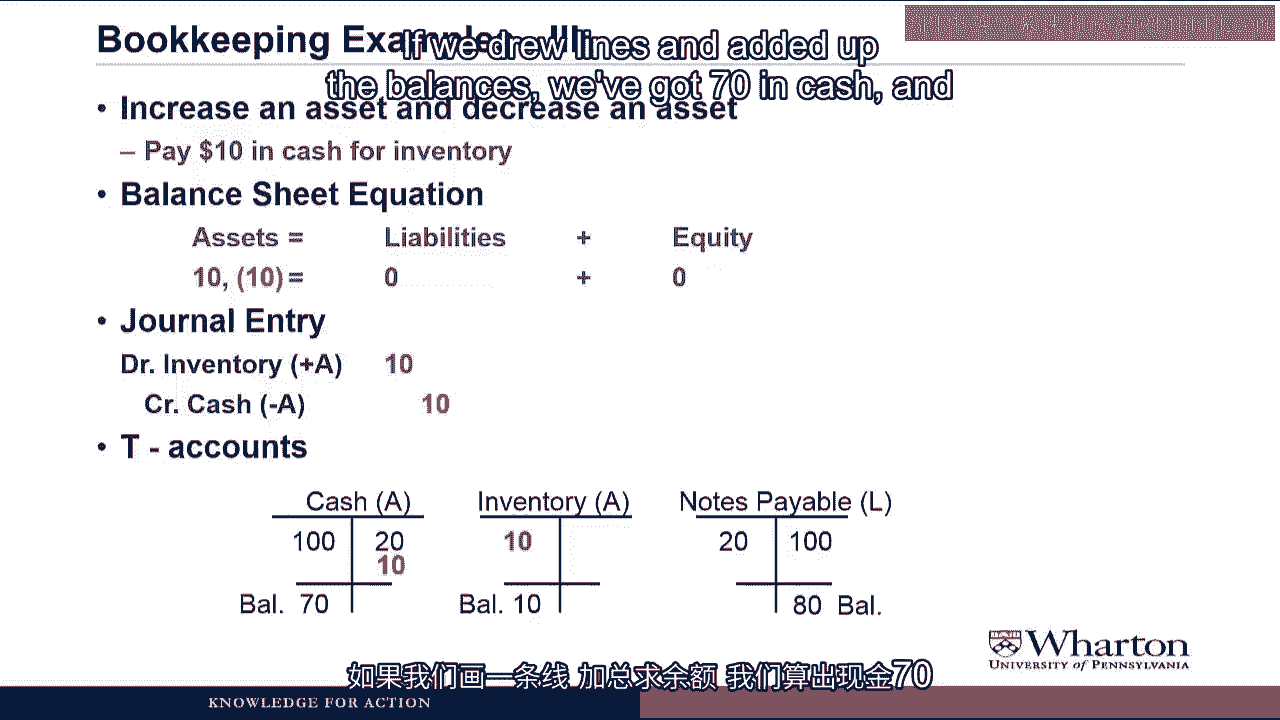 Bookkeeping Examples - III
If we drew lines and added up
the balances, we've got 70 in cash, and
• Increase an asset and decrease an asset
– Pay $10 in cash for inventory
• Balance Sheet Equation
Assets = Liabilities + Equity
10, (10) = 0 + 0
• Journal Entry
Dr. Inventory (+A) 10
Cr. Cash (-A) 10
• T - accounts
Cash (A) Inventory (A) Notes Payable (L)
100 20 10 20 100
10
Bal. 70 Bal. 10 80 Bal.
Wharton
UNIVERSITY of PENNSYLVANIA
如果我们画一条线 加总求余额 我们算出现金70
KNOWLEDGE FOR ACTION